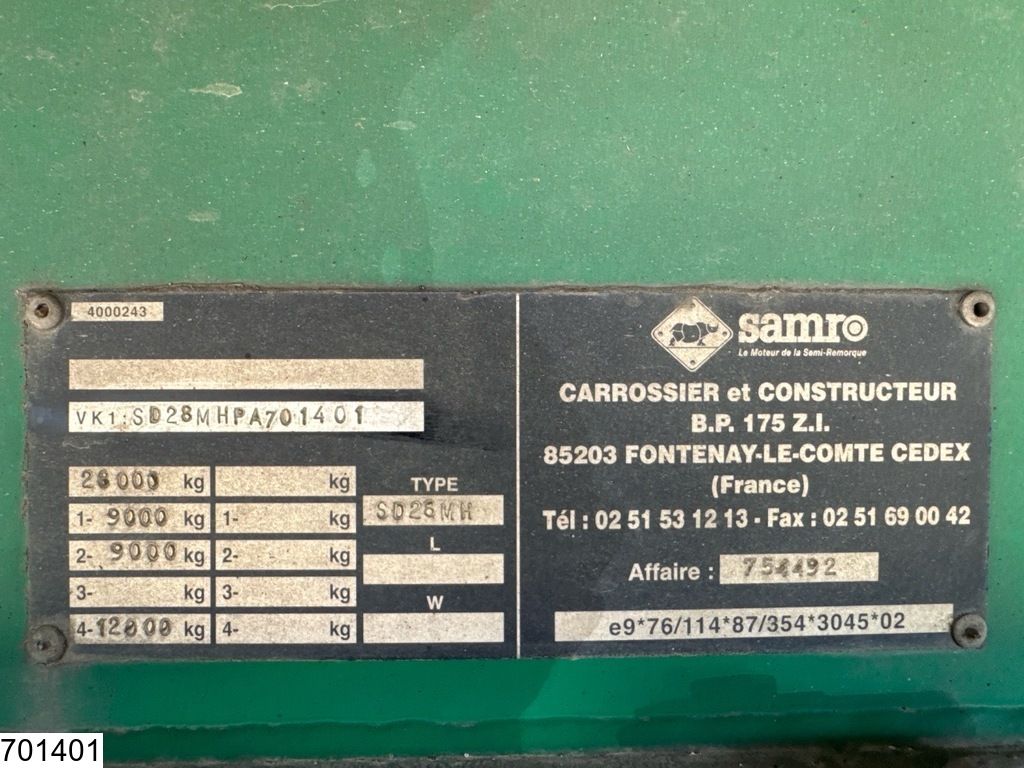 4000243
VK1:SD28MHPA701401
28000 kg kg
1- 9000 kg 1- kg
2- 9000 kg 2- kg
3- kg 3- kg
4-12000 kg 4- kg
TYPE
SD28MH
L
W
samro
Le Moteur de la Semi-Remorque
CARROSSIER et CONSTRUCTEUR
B.P. 175 Z.I.
85203 FONTENAY-LE-COMTE CEDEX
(France)
Tél : 02 51 53 12 13 - Fax : 02 51 69 00 42
Affaire : 754492
e9*76/114*87/354*3045*02
701401